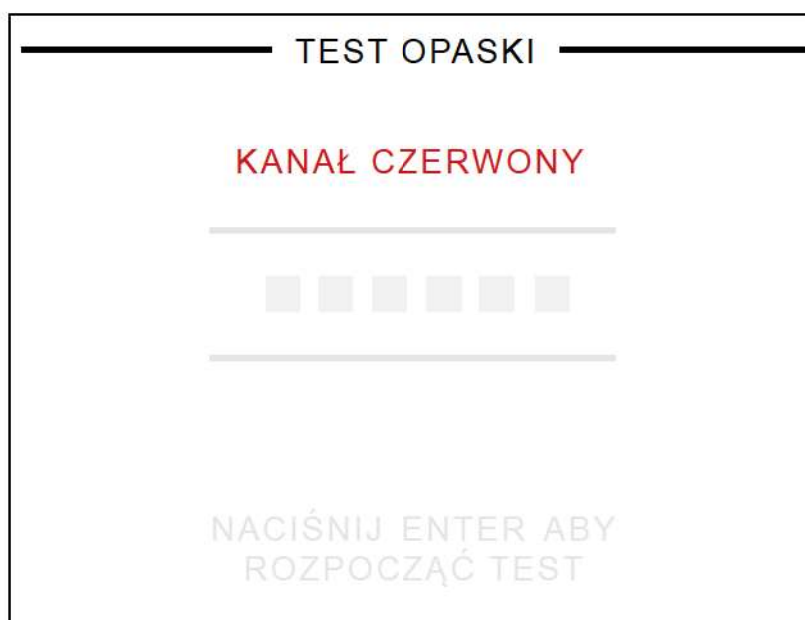 TEST OPASKI
KANAŁ CZERWONY
NACIŚNIJ ENTER ABY
ROZPOCZĄĆ TEST